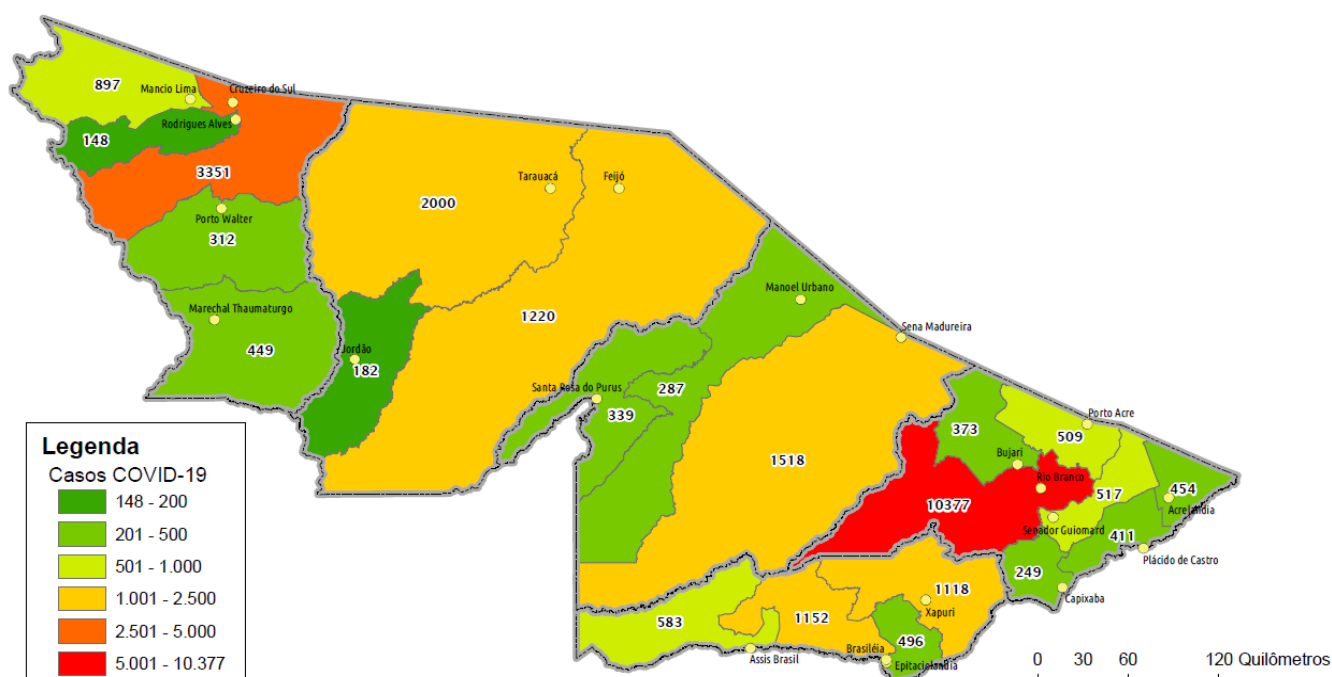 897
Mancio Lima
Cruzeiro do Sul
Rodrigues Alves
148
3351
Tarauacá
Feijó
2000
Porto Walter
312
Manoel Urbano
Marechal Thaumaturgo
1220
Sena Madureira
449
Jordão
182
Santa Rosa do Purus
287
339
Porto Acre
373
509
Legenda
Casos COVID-19
148 - 200
201 - 500
501 - 1.000
1.001 - 2.500
2.501 - 5.000
5.001 - 10.377
1518
Bujari
Rio Branco
10377
517
454
Acrelândia
Senador Guiomard
411
Plácido de Castro
249
Capixaba
1118
Xapuri
583
1152
496
Brasiléia
Assis Brasil
Epitaciolandia
0 30 60 120 Quilômetros